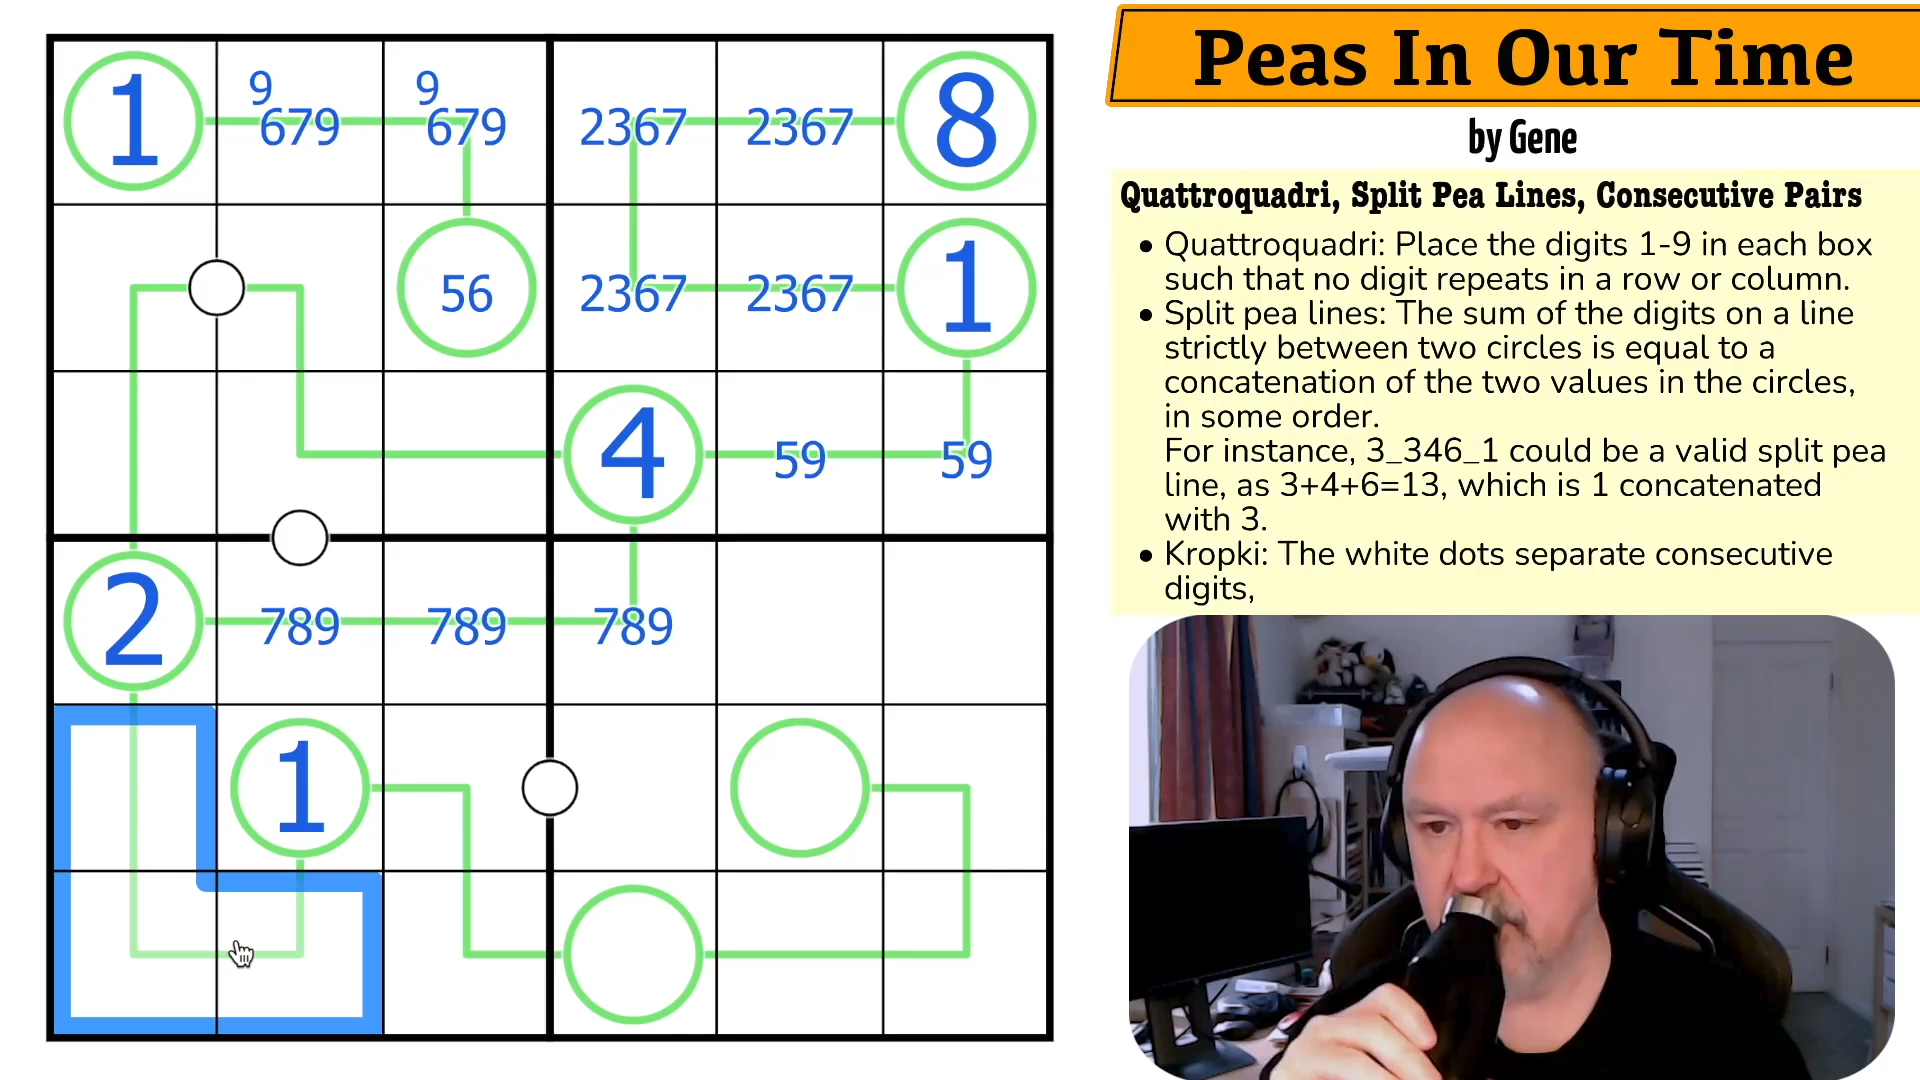 Peas In Our Time
by Gene
Quattroquadri, Split Pea Lines, Consecutive Pairs
• Quattroquadri: Place the digits 1-9 in each box
such that no digit repeats in a row or column.
• Split pea lines: The sum of the digits on a line
strictly between two circles is equal to a
concatenation of the two values in the circles,
in some order.
For instance, 3_346_1 could be a valid split pea
line, as 3+4+6=13, which is 1 concatenated
with 3.
• Kropki: The white dots separate consecutive
digits,
9 9
1 679 679 2367 2367 8
56 2367 2367 1
4 59 59
2 789 789 789
1